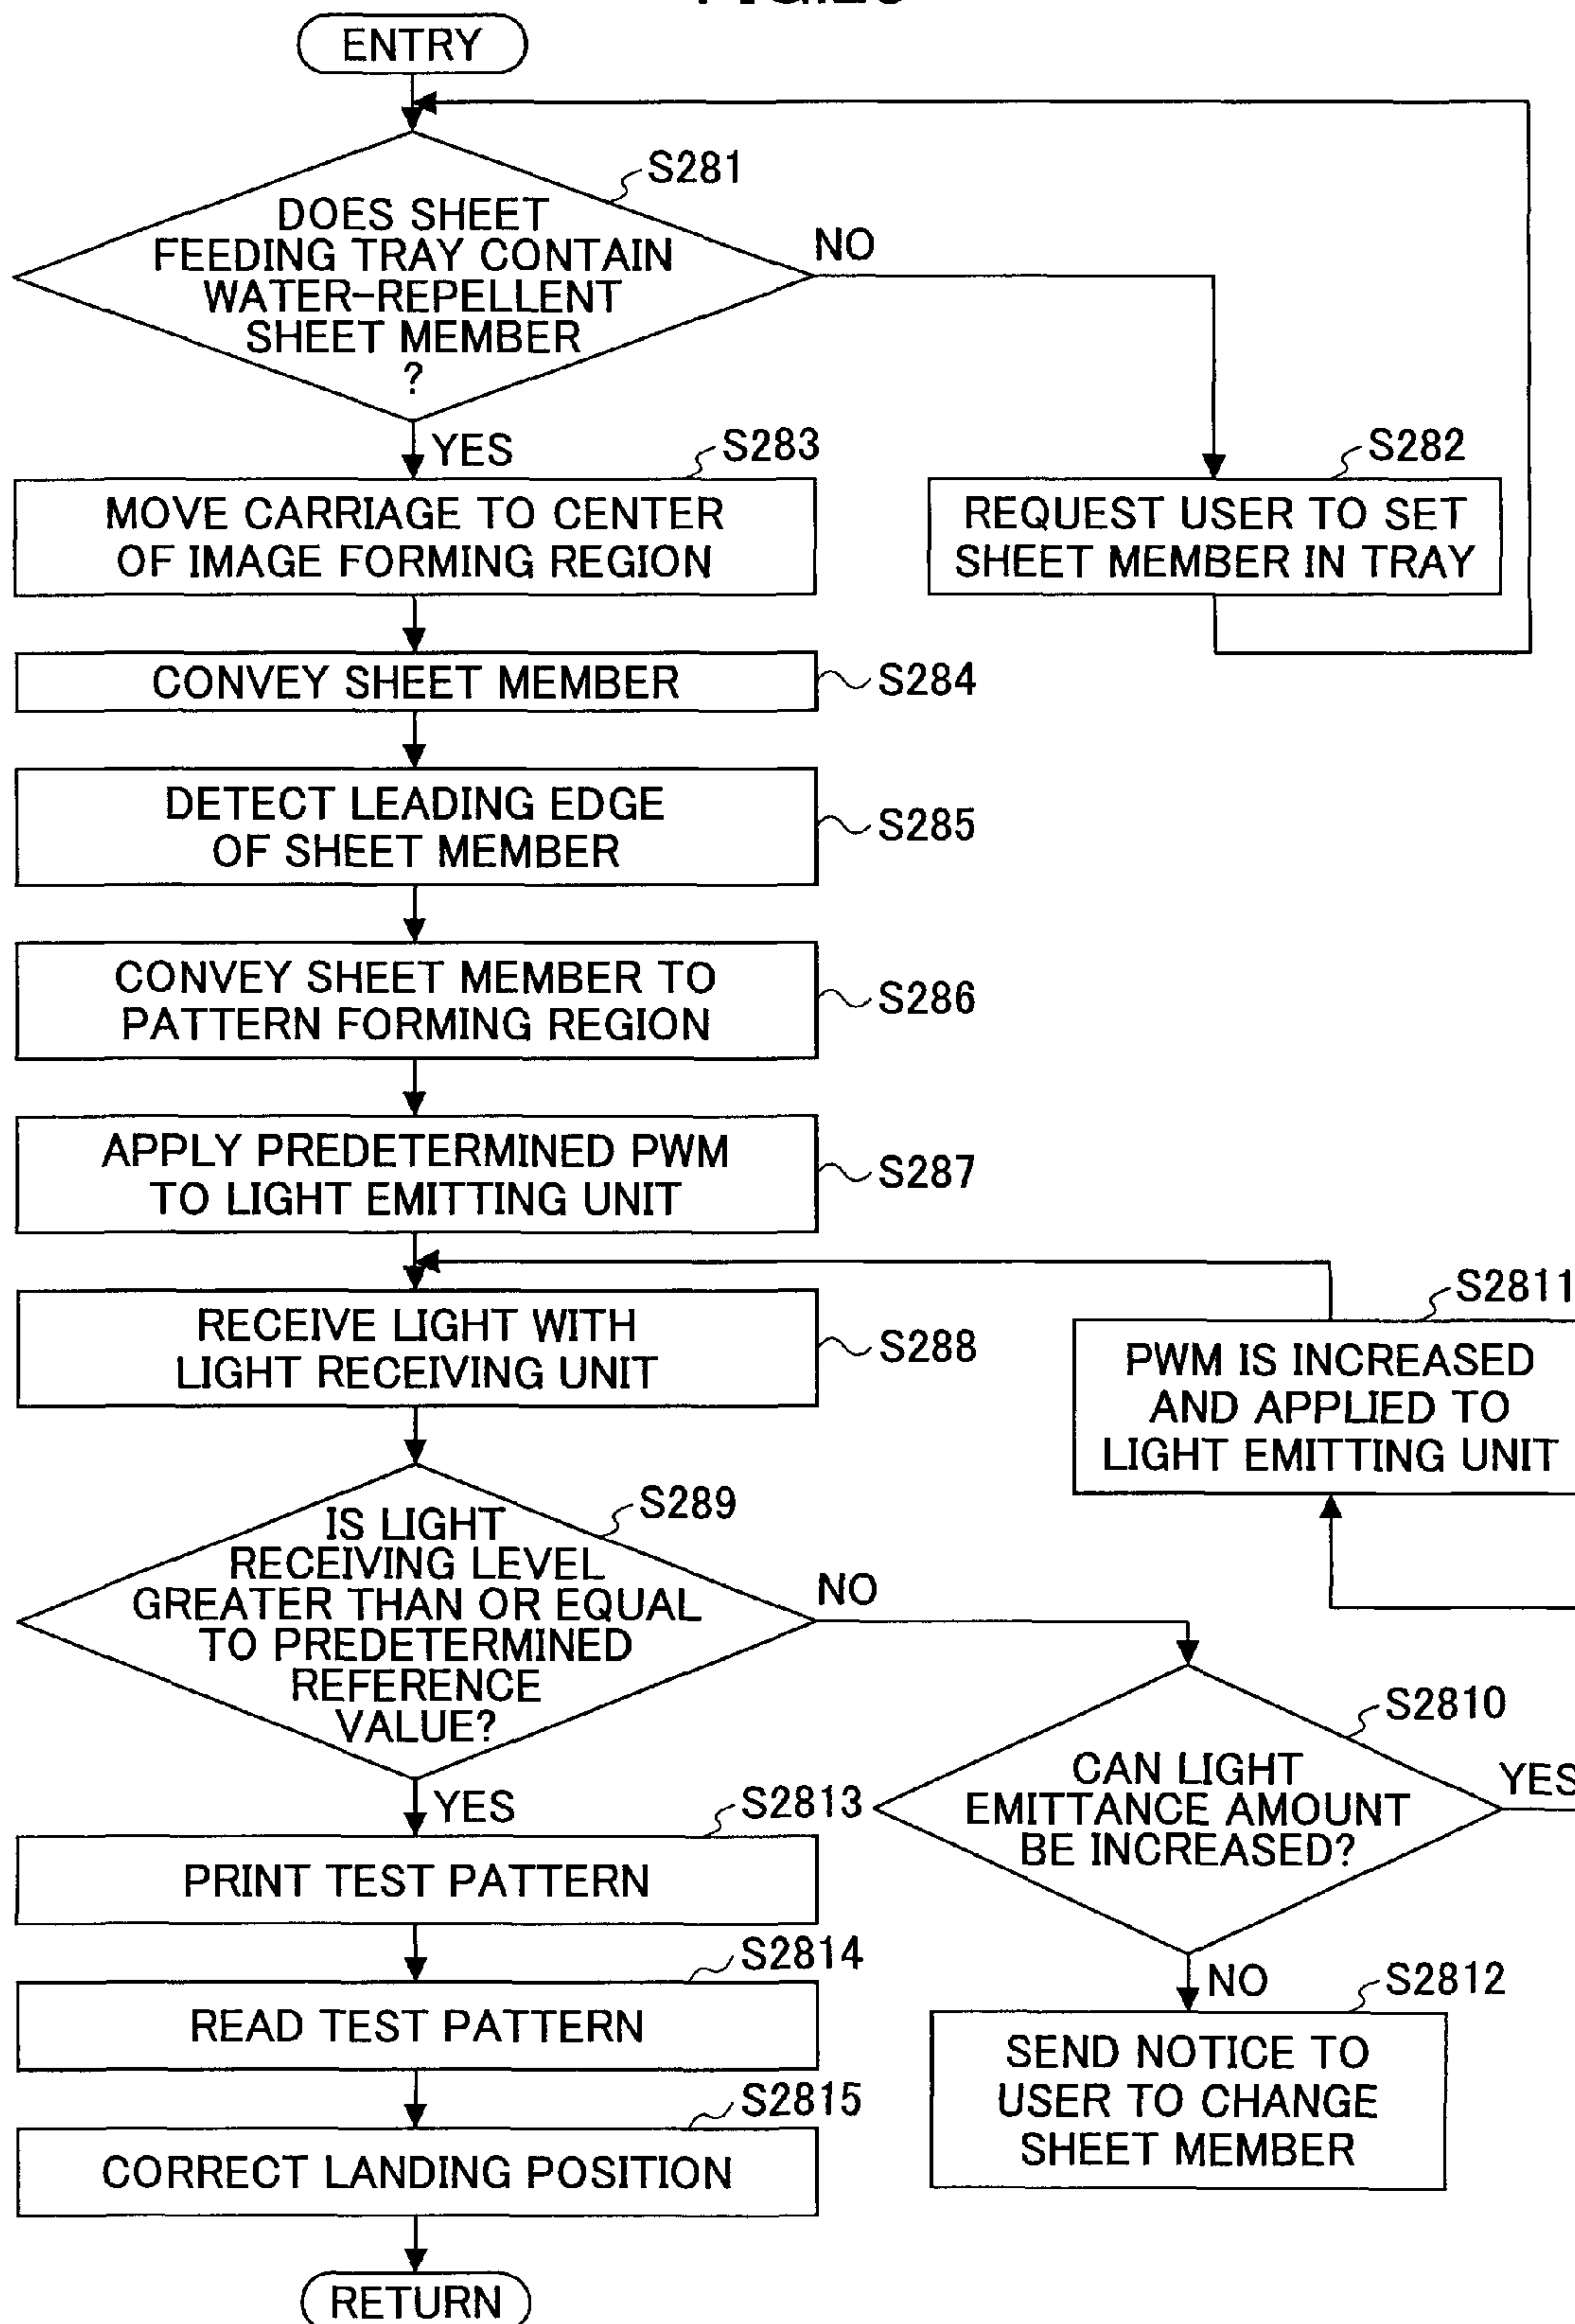 ENTRY
S281
DOES SHEET
FEEDING TRAY CONTAIN
WATER-REPELLENT
SHEET MEMBER
?
NO
YES
S283
MOVE CARRIAGE TO CENTER
OF IMAGE FORMING REGION
S282
REQUEST USER TO SET
SHEET MEMBER IN TRAY
CONVEY SHEET MEMBER
S284
DETECT LEADING EDGE
OF SHEET MEMBER
S285
CONVEY SHEET MEMBER TO
PATTERN FORMING REGION
S286
APPLY PREDETERMINED PWM
TO LIGHT EMITTING UNIT
S287
RECEIVE LIGHT WITH
LIGHT RECEIVING UNIT
S288
S2811
PWM IS INCREASED
AND APPLIED TO
LIGHT EMITTING UNIT
S289
IS LIGHT
RECEIVING LEVEL
GREATER THAN OR EQUAL
TO PREDETERMINED
REFERENCE
VALUE?
NO
YES
S2810
CAN LIGHT
EMITTANCE AMOUNT
BE INCREASED?
YES
NO
S2812
SEND NOTICE TO
USER TO CHANGE
SHEET MEMBER
S2813
PRINT TEST PATTERN
S2814
READ TEST PATTERN
S2815
CORRECT LANDING POSITION
RETURN